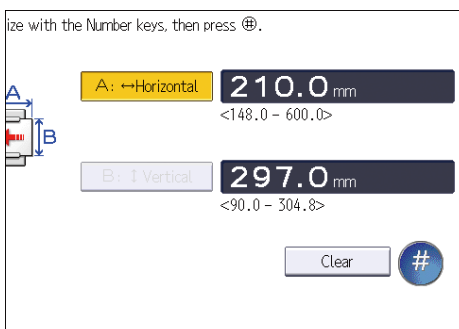 ize with the Number keys, then press ⌗.
A
B
A: ↔Horizontal
210.0 mm
<148.0 - 600.0>
B: ↕ Vertical
297.0 mm
<90.0 - 304.8>
Clear
#